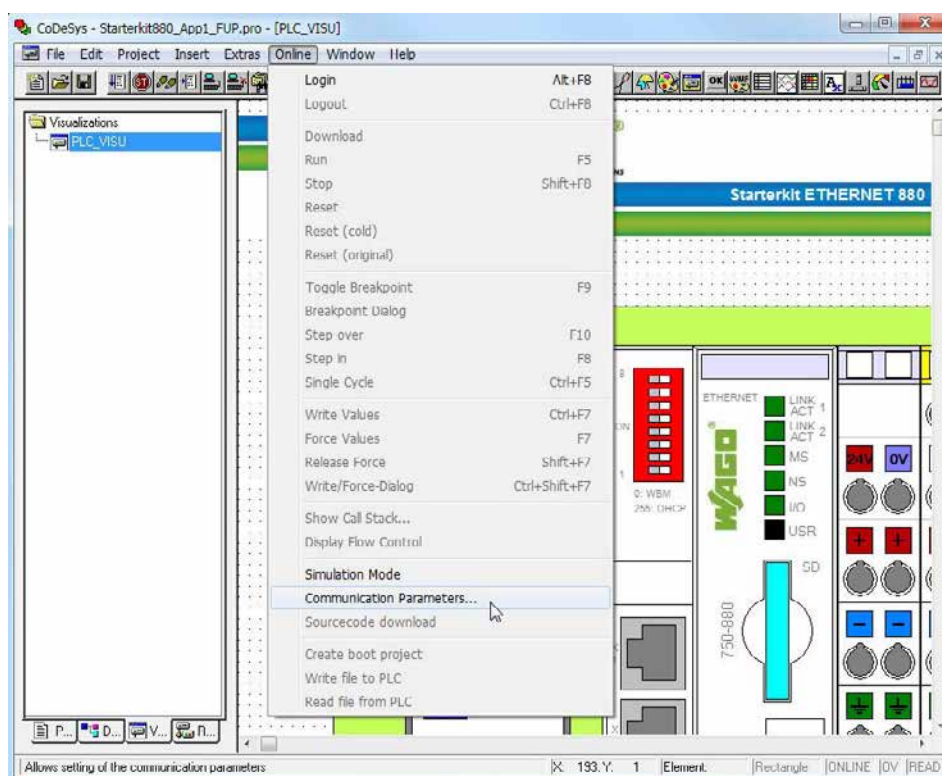 CoDeSys - Starterkit880_App1_FUP.pro - [PLC_VISU]
File Edit Project Insert Extras Online Window Help
Visualizations
PLC_VISU
Login Alt+F8
Logout Ctrl+F8
Download
Run F5
Stop Shift+F8
Reset
Reset (cold)
Reset (original)
Toggle Breakpoint F9
Breakpoint Dialog
Step over F10
Step in F8
Single Cycle Ctrl+F5
Write Values Ctrl+F7
Force Values F7
Release Force Shift+F7
Write/Force-Dialog Ctrl+Shift+F7
Show Call Stack...
Display Flow Control
Simulation Mode
Communication Parameters...
Sourcecode download
Create boot project
Write file to PLC
Read file from PLC
Starterkit ETHERNET 880
8
ON
1
0: WBM
255: DHCP
ETHERNET
LINK
ACT 1
LINK
ACT 2
MS
NS
I/O
USR
SD
WAGO
750-880
24V 0V
P... D... V... R...
Allows setting of the communication parameters
X: 193,Y: 1 Element: Rectangle ONLINE OV READ